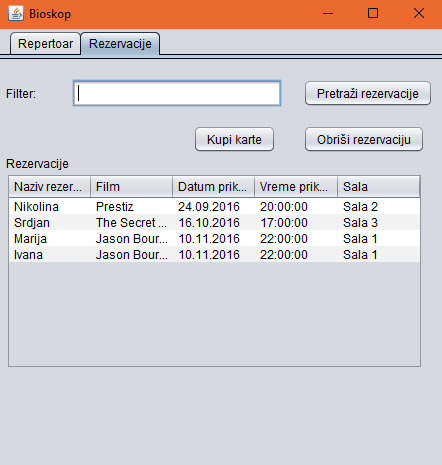 Bioskop
Repertoar Rezervacije
Filter: Pretraži rezervacije
Kupi karte Obriši rezervaciju
Rezervacije
Naziv rezer... Film Datum prik... Vreme prik... Sala
Nikolina Prestiz 24.09.2016 20:00:00 Sala 2
Srdjan The Secret ... 16.10.2016 17:00:00 Sala 3
Marija Jason Bour... 10.11.2016 22:00:00 Sala 1
Ivana Jason Bour... 10.11.2016 22:00:00 Sala 1